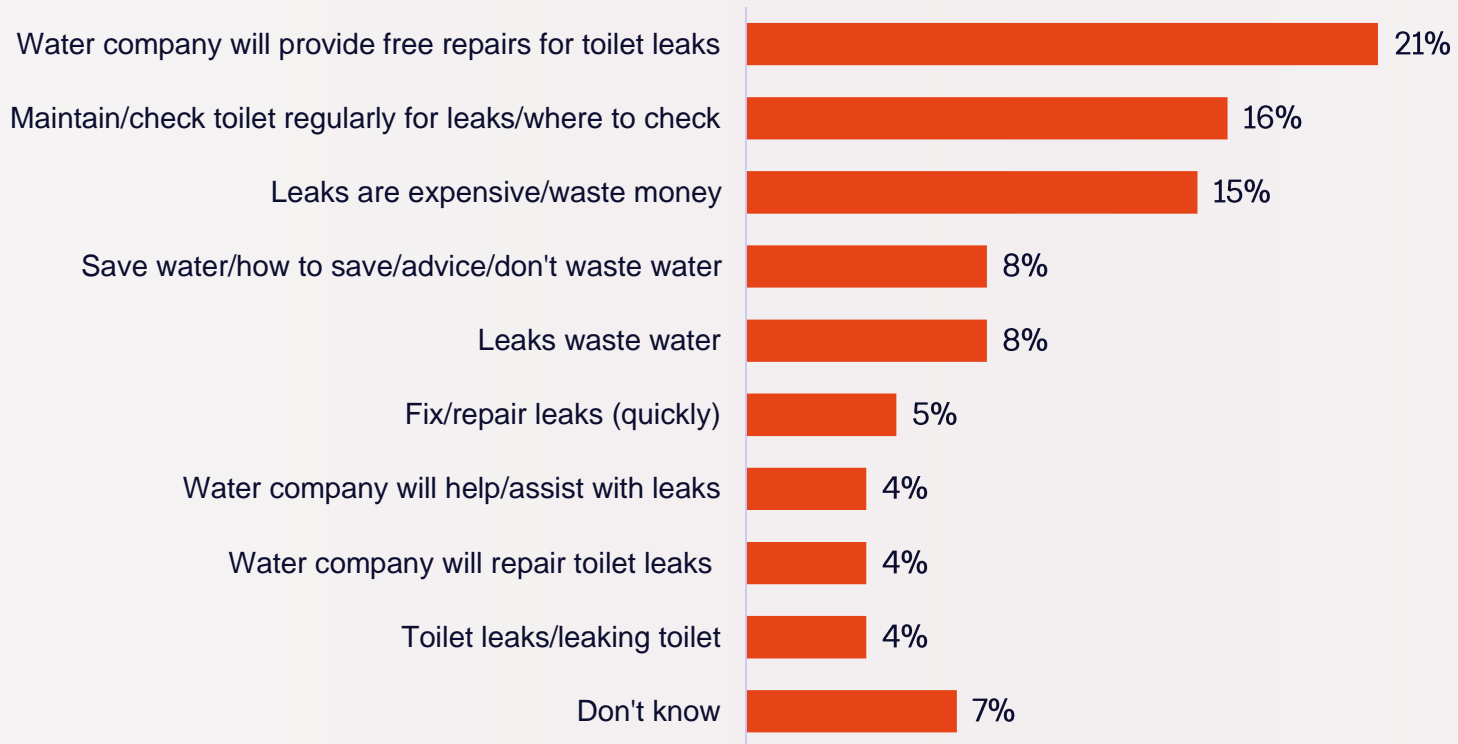 Water company will provide free repairs for toilet leaks 21%
Maintain/check toilet regularly for leaks/where to check 16%
Leaks are expensive/waste money 15%
Save water/how to save/advice/don't waste water 8%
Leaks waste water 8%
Fix/repair leaks (quickly) 5%
Water company will help/assist with leaks 4%
Water company will repair toilet leaks 4%
Toilet leaks/leaking toilet 4%
Don't know 7%